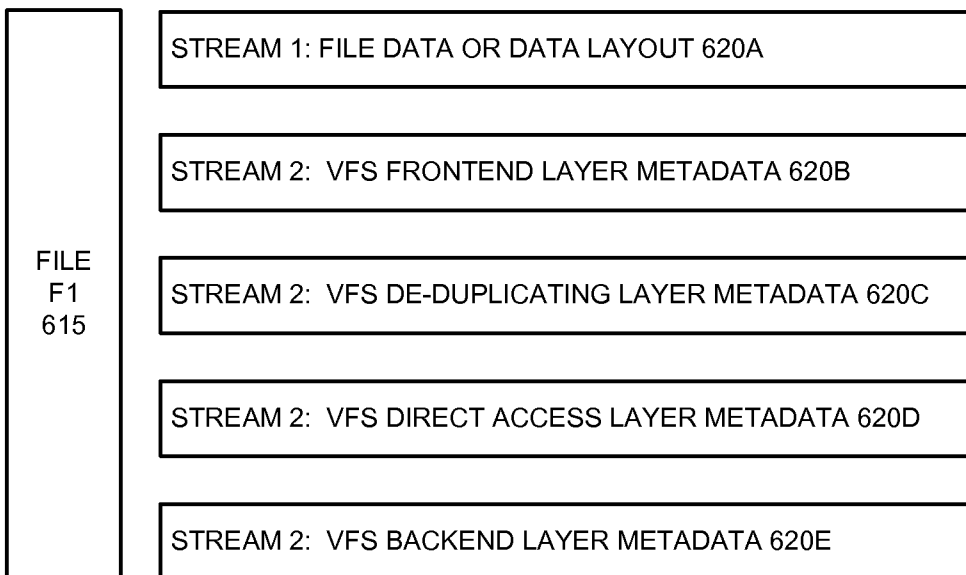 FILE
F1
615
STREAM 1: FILE DATA OR DATA LAYOUT 620A
STREAM 2: VFS FRONTEND LAYER METADATA 620B
STREAM 2: VFS DE-DUPLICATING LAYER METADATA 620C
STREAM 2: VFS DIRECT ACCESS LAYER METADATA 620D
STREAM 2: VFS BACKEND LAYER METADATA 620E